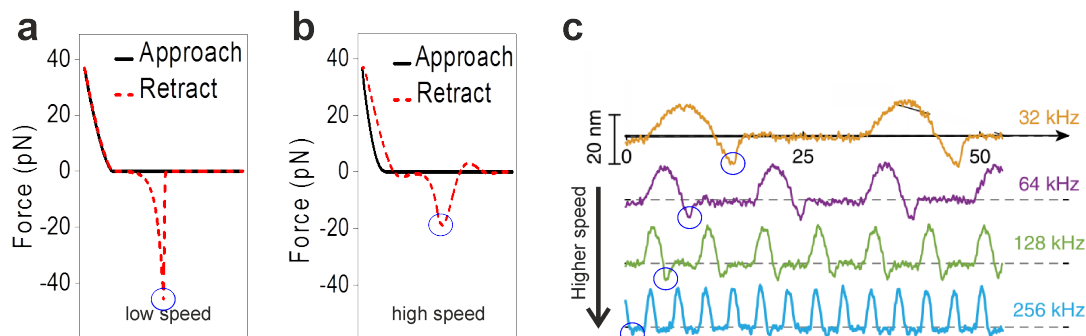 a
Force (pN)
40
20
0
-20
-40
Approach
Retract
low speed
b
Force (pN)
40
20
0
-20
-40
Approach
Retract
high speed
c
20 nm
Higher speed
0
25
50
32 kHz
64 kHz
128 kHz
256 kHz